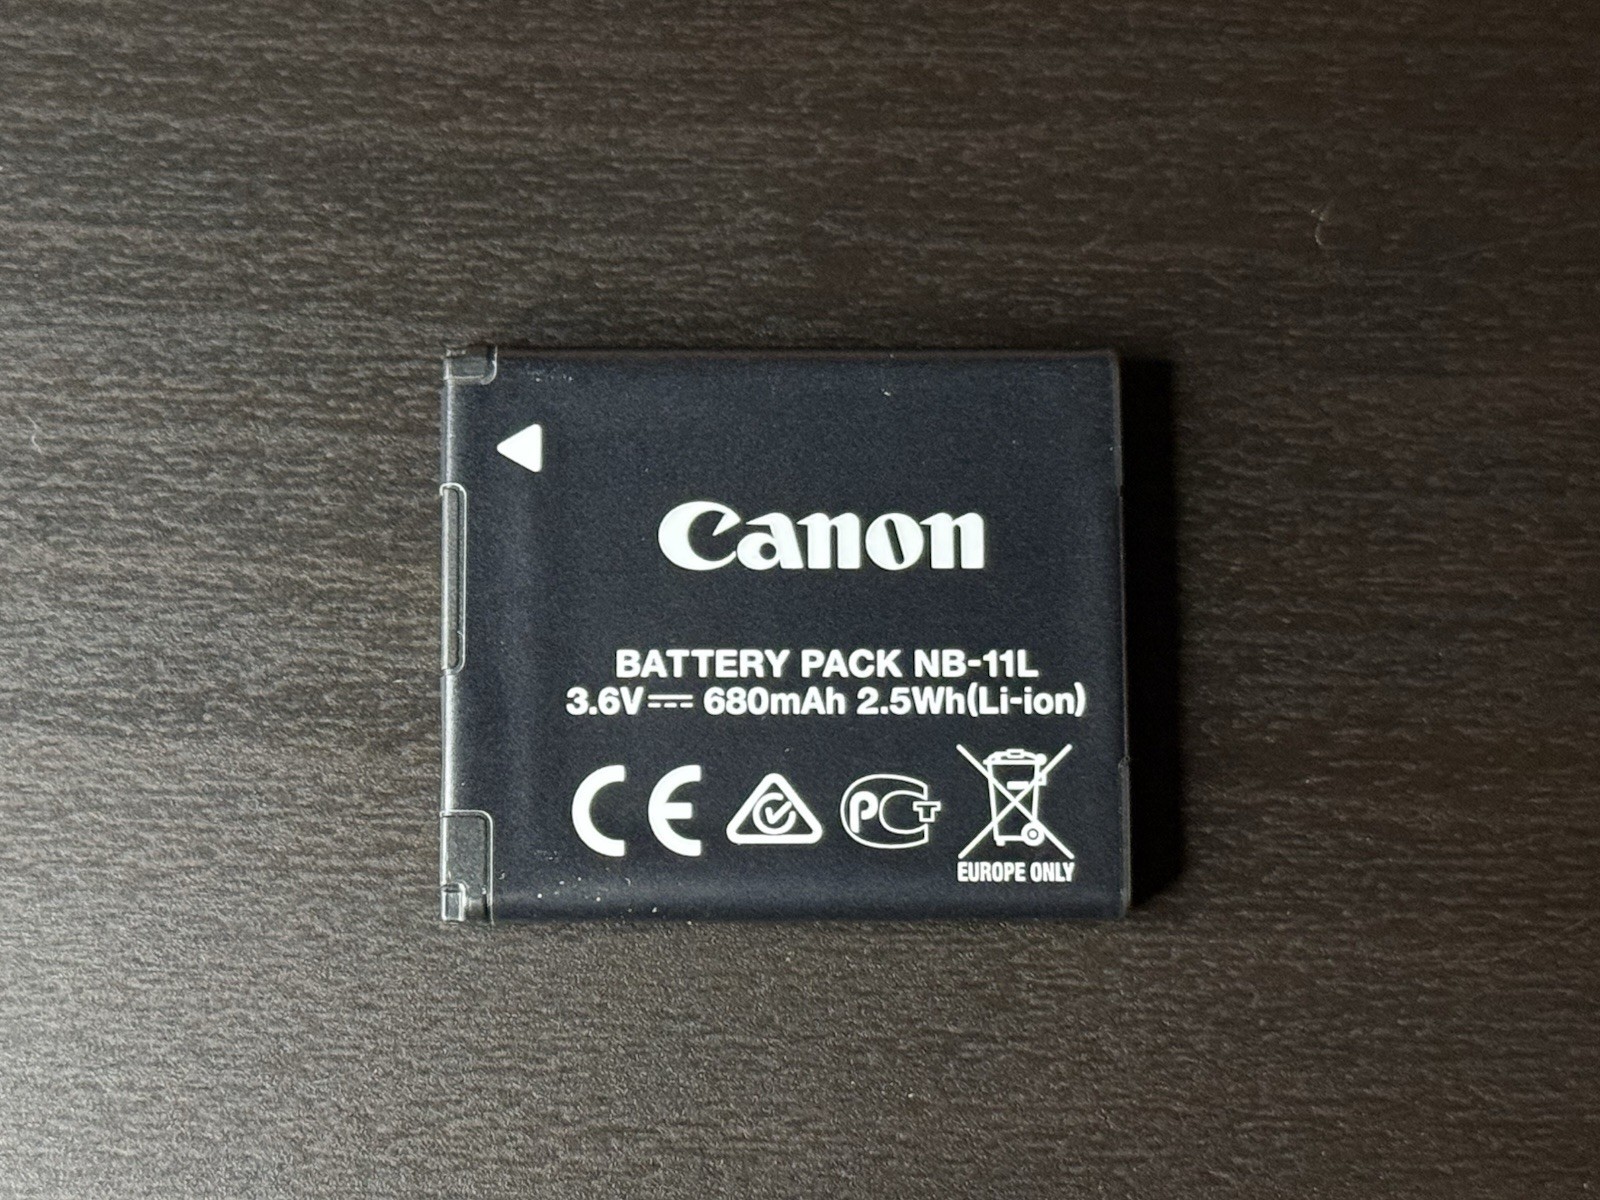 Canon
BATTERY PACK NB-11L
3.6V⎓ 680mAh 2.5Wh(Li-ion)
CE PCT
EUROPE ONLY